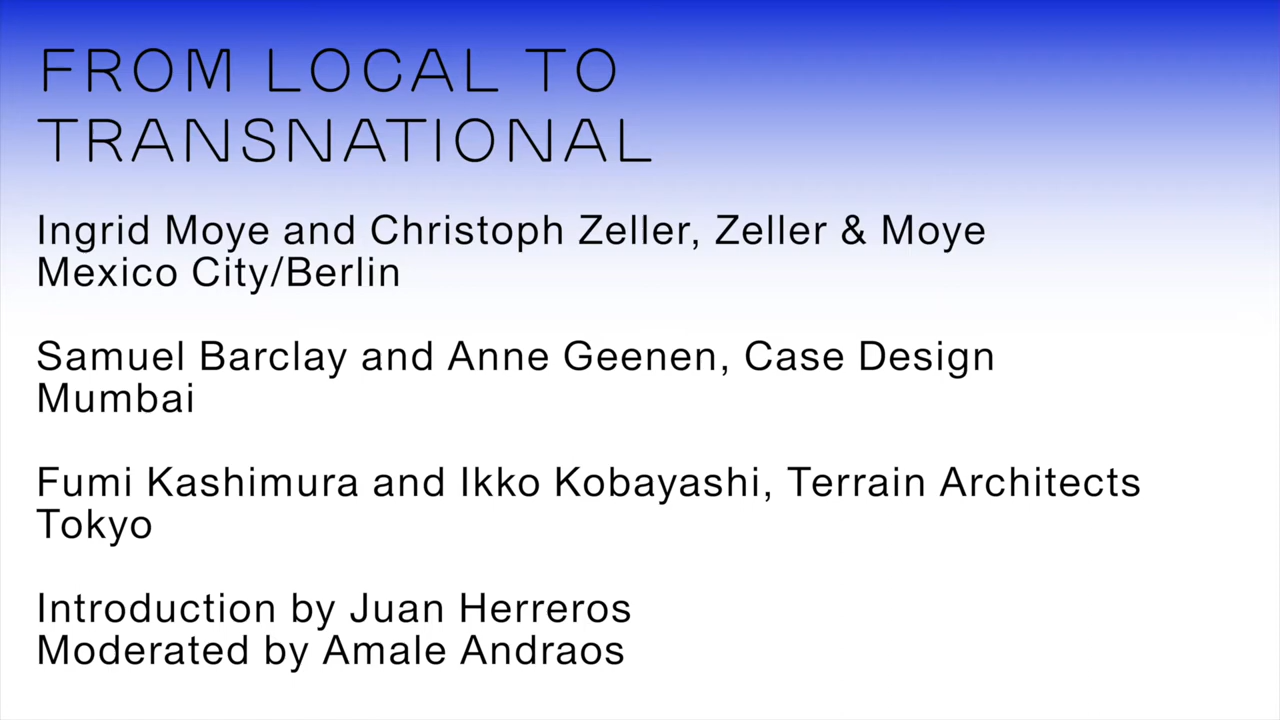 FROM LOCAL TO
TRANSNATIONAL
Ingrid Moye and Christoph Zeller, Zeller & Moye
Mexico City/Berlin
Samuel Barclay and Anne Geenen, Case Design
Mumbai
Fumi Kashimura and Ikko Kobayashi, Terrain Architects
Tokyo
Introduction by Juan Herreros
Moderated by Amale Andraos